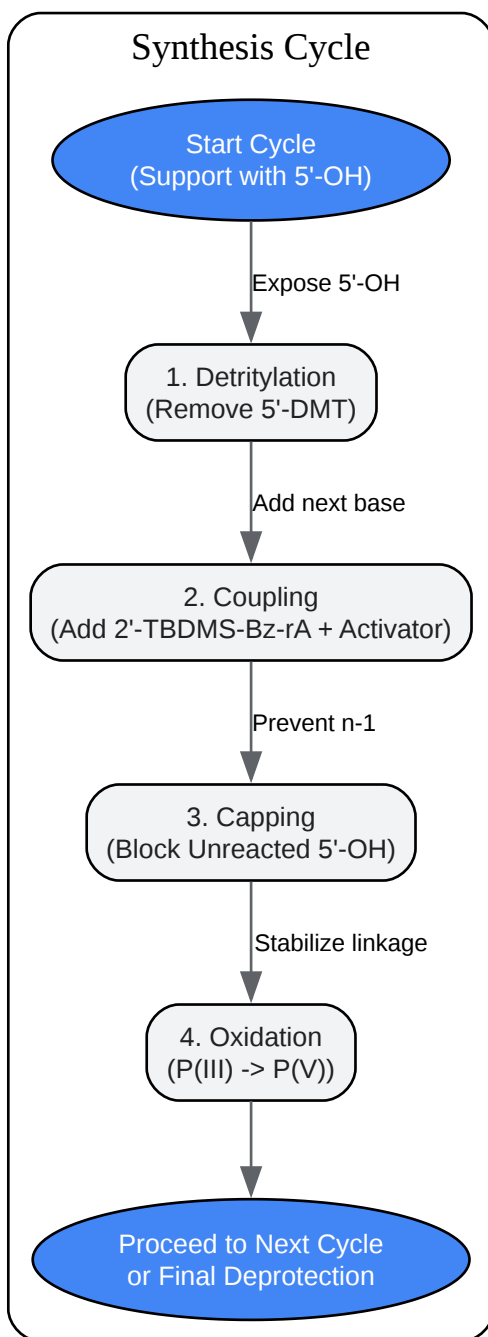 Synthesis Cycle
Start Cycle
(Support with 5'-OH)
Expose 5'-OH
1. Detritylation
(Remove 5'-DMT)
Add next base
2. Coupling
(Add 2'-TBDMS-Bz-rA + Activator)
Prevent n-1
3. Capping
(Block Unreacted 5'-OH)
Stabilize linkage
4. Oxidation
(P(III) -> P(V))
Proceed to Next Cycle
or Final Deprotection